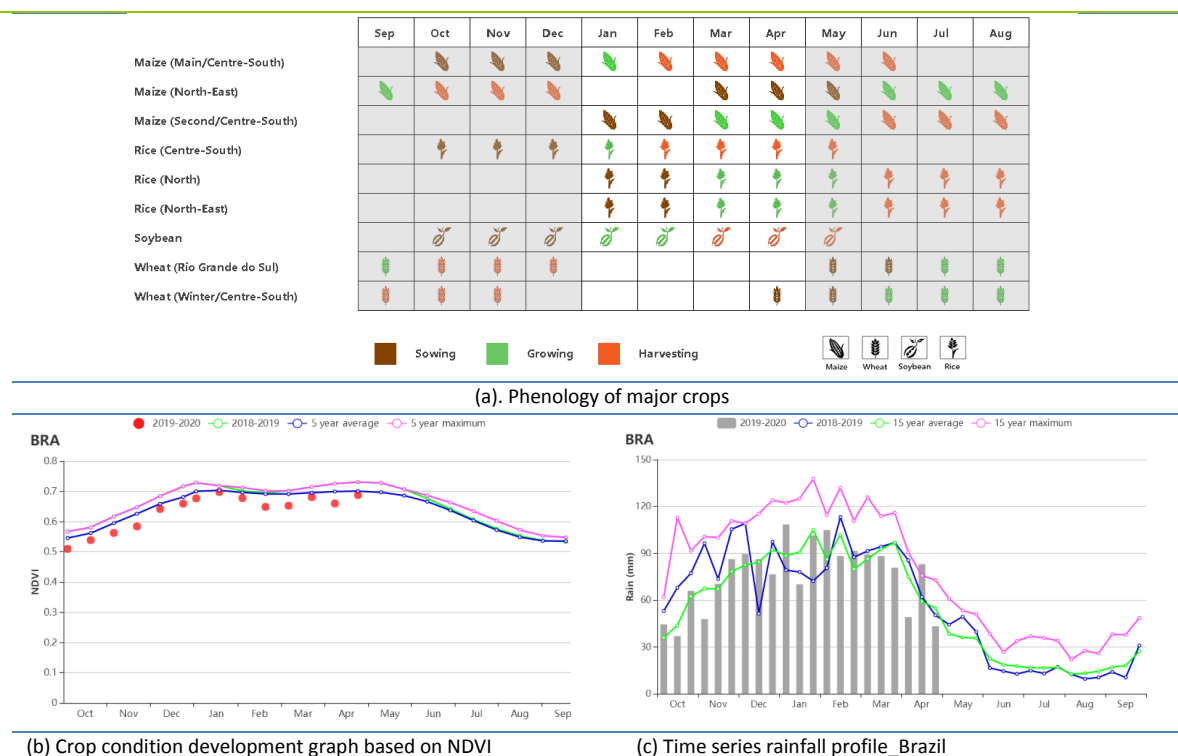 Sep Oct Nov Dec Jan Feb Mar Apr May Jun Jul Aug
Maize (Main/Centre-South)
Maize (North-East)
Maize (Second/Centre-South)
Rice (Centre-South)
Rice (North)
Rice (North-East)
Soybean
Wheat (Rio Grande do Sul)
Wheat (Winter/Centre-South)
Sowing Growing Harvesting
Maize Wheat Soybean Rice
(a). Phenology of major crops
2019-2020 2018-2019 5 year average 5 year maximum
BRA
0.8
0.7
0.6
0.5
0.4
0.3
0.2
0.1
0
NDVI
Oct Nov Dec Jan Feb Mar Apr May Jun Jul Aug Sep
2019-2020 2018-2019 15 year average 15 year maximum
BRA
150
120
90
60
30
0
Rain (mm)
Oct Nov Dec Jan Feb Mar Apr May Jun Jul Aug Sep
(b) Crop condition development graph based on NDVI
(c) Time series rainfall profile_Brazil